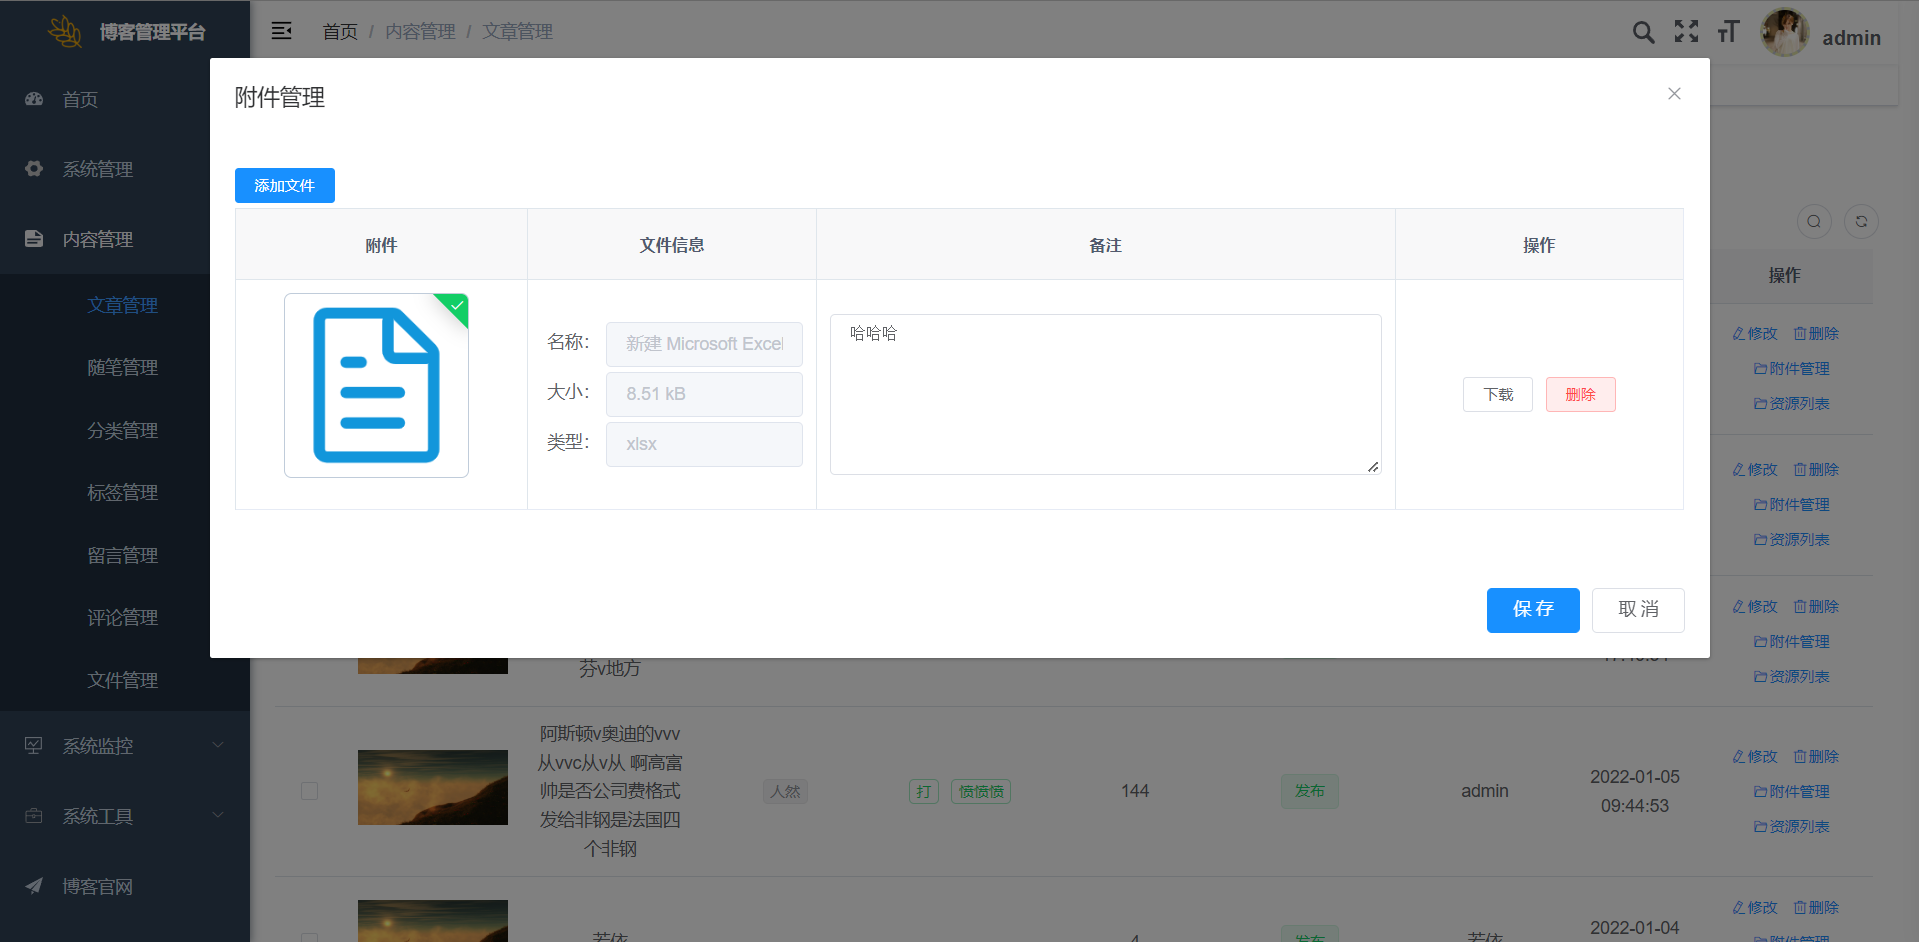 博客管理平台
首页 / 内容管理 / 文章管理
admin
首页
系统管理
内容管理
文章管理
随笔管理
分类管理
标签管理
留言管理
评论管理
文件管理
系统监控
系统工具
博客官网
附件管理
添加文件
附件 文件信息 备注 操作
名称： 新建 Microsoft Excel
大小： 8.51 kB
类型： xlsx
哈哈哈
下载 删除
保存 取消
操作
修改 删除
附件管理
资源列表
修改 删除
附件管理
资源列表
修改 删除
附件管理
资源列表
芬v地方
阿斯顿v奥迪的vvv
从vvc从v从 啊高富
帅是否公司费格式
发给非钢是法国四
个非钢
人然
打 愤愤愤
144
发布
admin
2022-01-05
09:44:53
修改 删除
附件管理
资源列表
若依
4
发布
若依
2022-01-04
修改 删除
附件管理